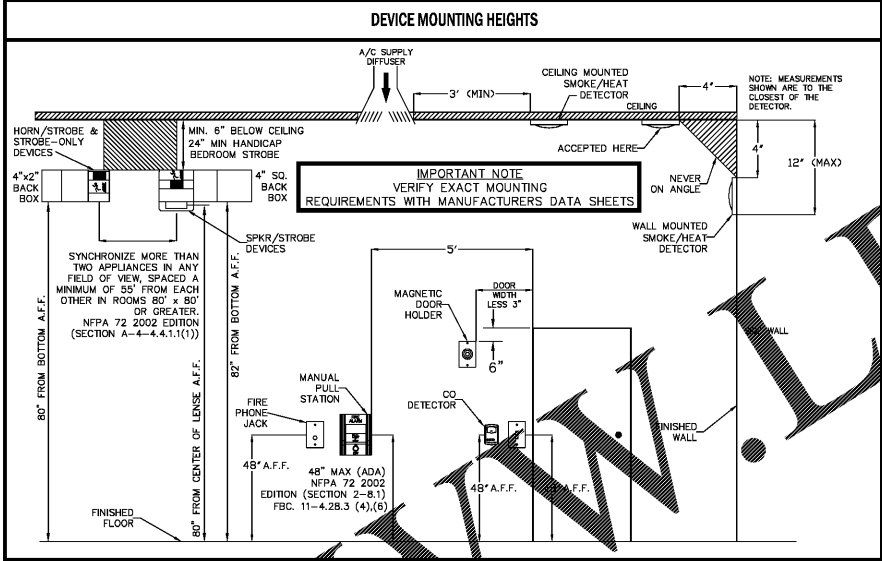 DEVICE MOUNTING HEIGHTS
A/C SUPPLY
DIFFUSER
3' (MIN)
CEILING MOUNTED
SMOKE/HEAT
DETECTOR
CEILING
4"
NOTE: MEASUREMENTS
SHOWN ARE TO THE
CLOSEST OF THE
DETECTOR.
HORN/STROBE &
STROBE-ONLY
DEVICES
MIN. 6" BELOW CEILING
24" MIN HANDICAP
BEDROOM STROBE
ACCEPTED HERE
4"
12" (MAX)
4"x2"
BACK
BOX
4" SQ.
BACK
BOX
IMPORTANT NOTE
VERIFY EXACT MOUNTING
REQUIREMENTS WITH MANUFACTURERS DATA SHEETS
NEVER
ON ANGLE
WALL MOUNTED
SMOKE/HEAT
DETECTOR
SPKR/STROBE
DEVICES
5'
SYNCHRONIZE MORE THAN
TWO APPLIANCES IN ANY
FIELD OF VIEW, SPACED A
MINIMUM OF 55' FROM EACH
OTHER IN ROOMS 80' x 80'
OR GREATER.
NFPA 72 2002 EDITION
(SECTION A-4-4.4.1.1(1))
80" FROM BOTTOM A.F.F.
80" FROM CENTER OF LENSE A.F.F.
82" FROM BOTTOM A.F.F.
MAGNETIC
DOOR
HOLDER
DOOR
WIDTH
LESS 3"
6"
WALL
MANUAL
PULL
STATION
FIRE
PHONE
JACK
ALARM
CO
DETECTOR
FINISHED
WALL
48" A.F.F.
48" MAX (ADA)
NFPA 72 2002
EDITION (SECTION 2-8.1)
FBC. 11-4.28.3 (4),(6)
48" A.F.F.
A.F.F.
FINISHED
FLOOR
WW.LE